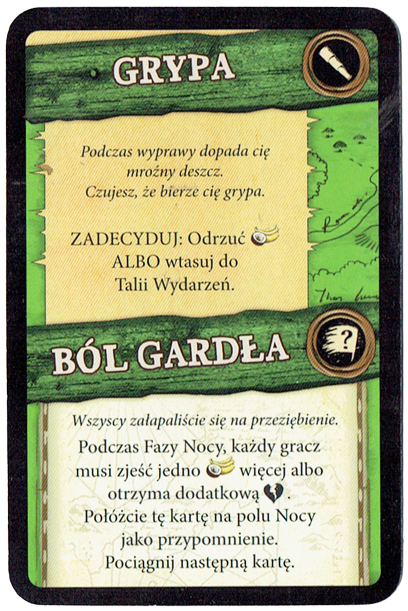 GRYPA
Podczas wyprawy dopada cię
mroźny deszcz.
Czujesz, że bierze cię grypa.
ZADECYDUJ: Odrzuć
ALBO wtasuj do
Talii Wydarzeń.
?
BÓL GARDŁA
Wszyscy załapaliście się na przeziębienie.
Podczas Fazy Nocy, każdy gracz
musi zjeść jedno więcej albo
otrzyma dodatkową .
Połóżcie tę kartę na polu Nocy
jako przypomnienie.
Pociągnij następną kartę.